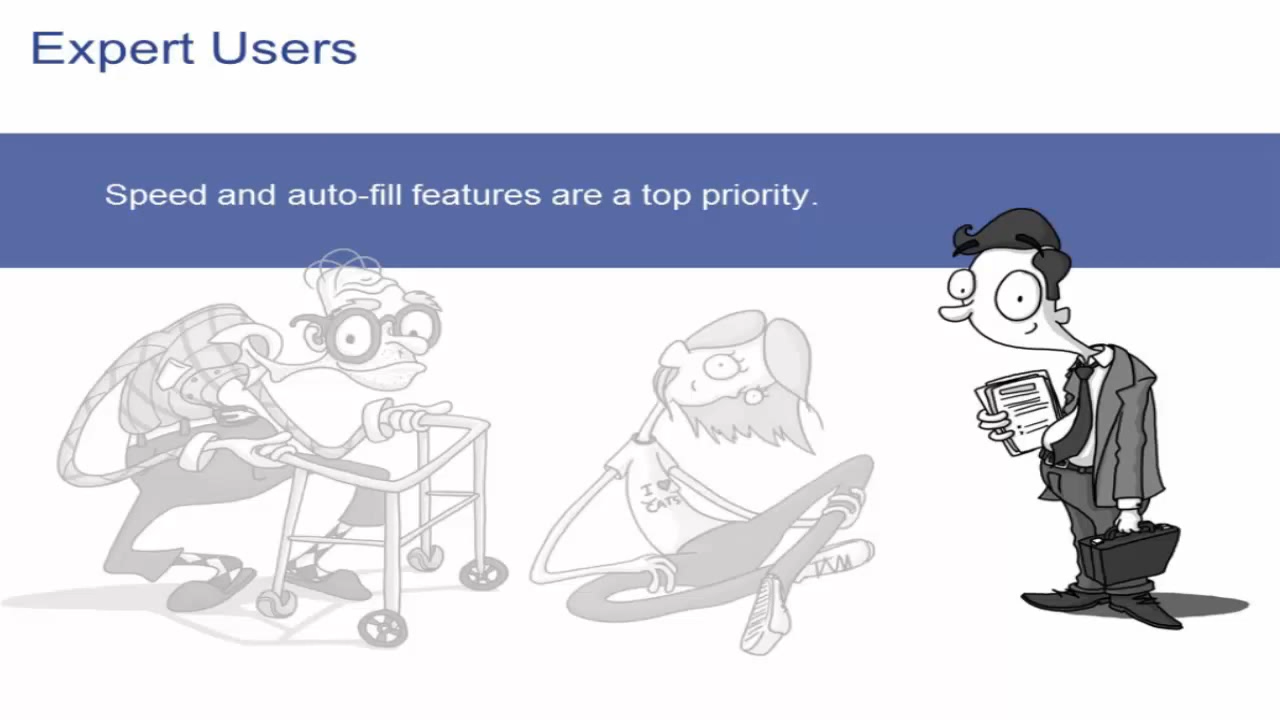 Expert Users
Speed and auto-fill features are a top priority.
I ♥
CATS